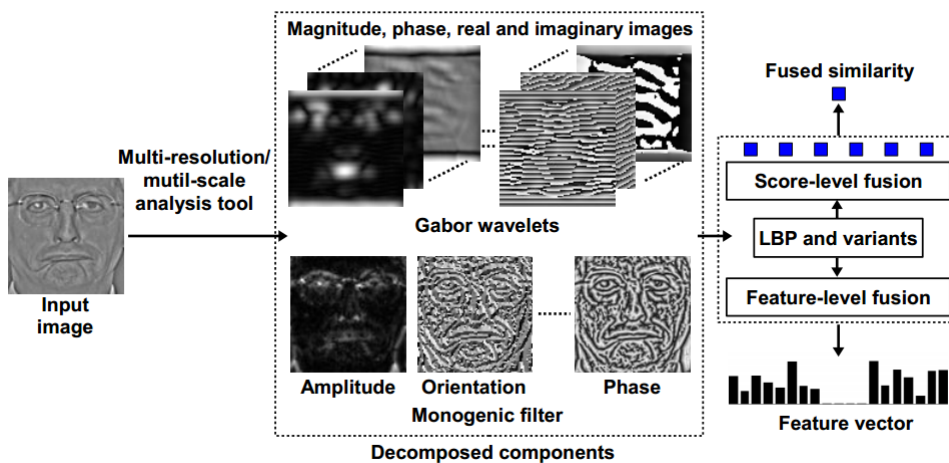 Magnitude, phase, real and imaginary images
Multi-resolution/
mutil-scale
analysis tool
Input
image
Gabor wavelets
Amplitude
Orientation
Phase
Monogenic filter
Decomposed components
Fused similarity
Score-level fusion
LBP and variants
Feature-level fusion
Feature vector